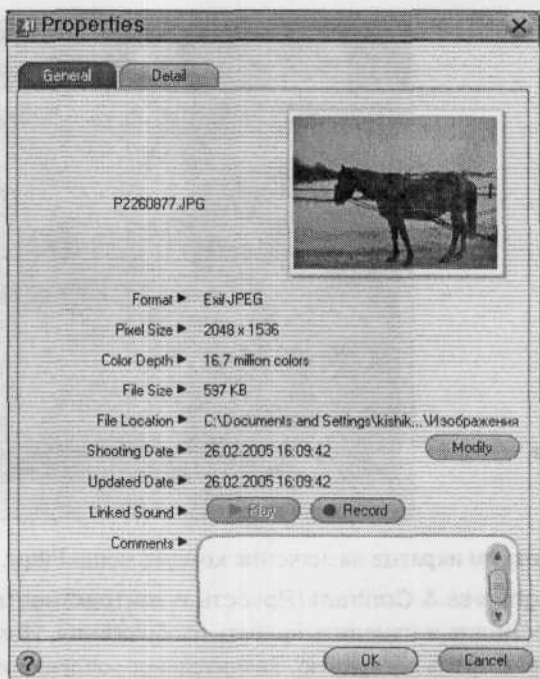 Properties
General
Detail
P2260877.JPG
Format ▶ Exif-JPEG
Pixel Size ▶ 2048 x 1536
Color Depth ▶ 16.7 million colors
File Size ▶ 597 KB
File Location ▶ C:\Documents and Settings\kishik...\Изображения
Shooting Date ▶ 26.02.2005 16:09:42
Modify
Updated Date ▶ 26.02.2005 16:09:42
Linked Sound ▶ Play Record
Comments ▶
? OK Cancel